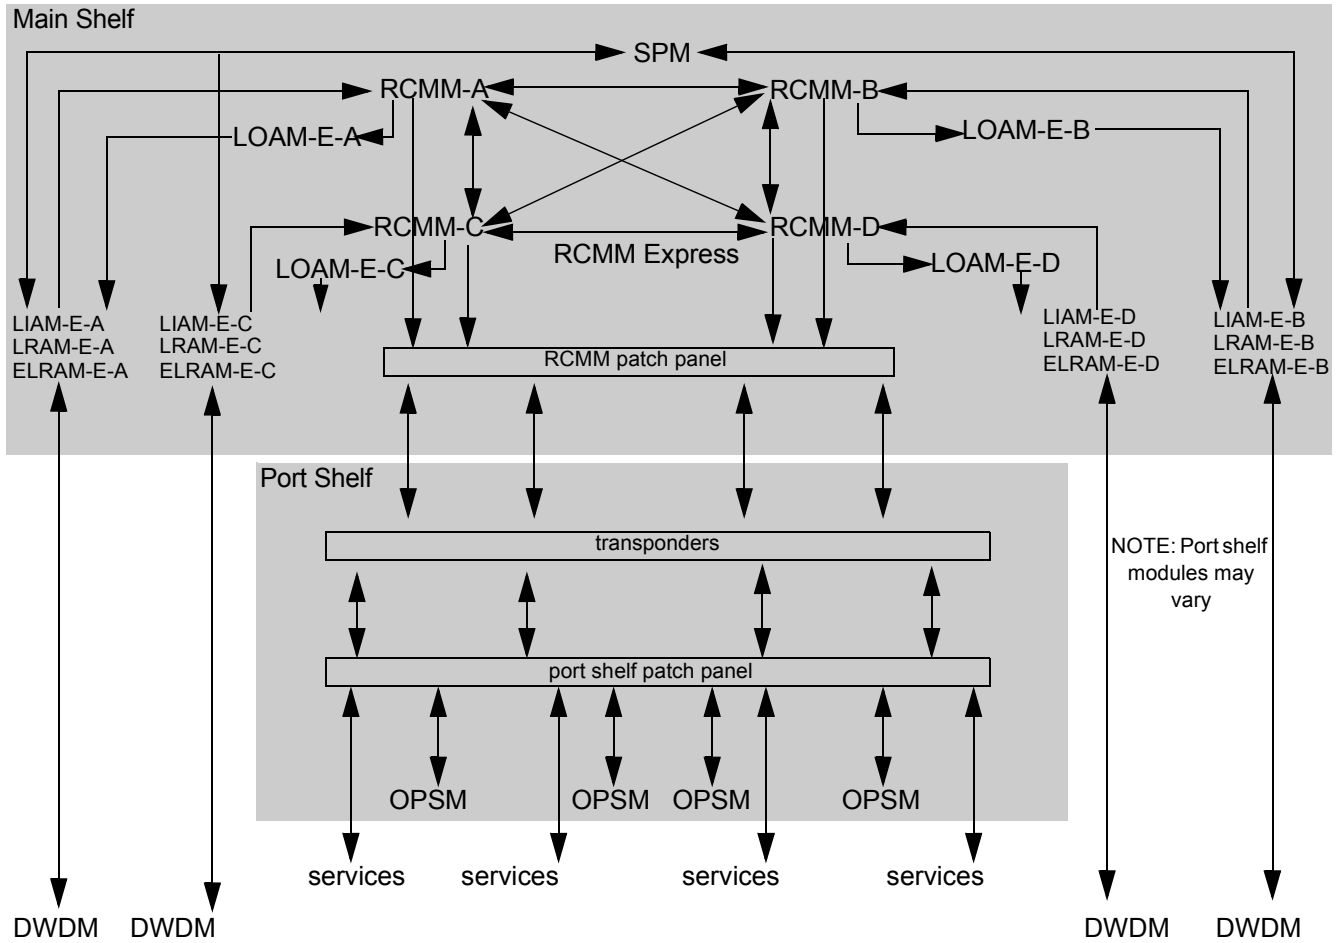 Main Shelf
SPM
RCMM-A
RCMM-B
LOAM-E-A
LOAM-E-B
RCMM-C
RCMM-D
RCMM Express
LOAM-E-C
LOAM-E-D
LIAM-E-A
LRAM-E-A
ELRAM-E-A
LIAM-E-C
LRAM-E-C
ELRAM-E-C
LIAM-E-D
LRAM-E-D
ELRAM-E-D
LIAM-E-B
LRAM-E-B
ELRAM-E-B
RCMM patch panel
Port Shelf
transponders
NOTE: Port shelf
modules may
vary
port shelf patch panel
OPSM
OPSM
OPSM
OPSM
services
services
services
services
DWDM
DWDM
DWDM
DWDM